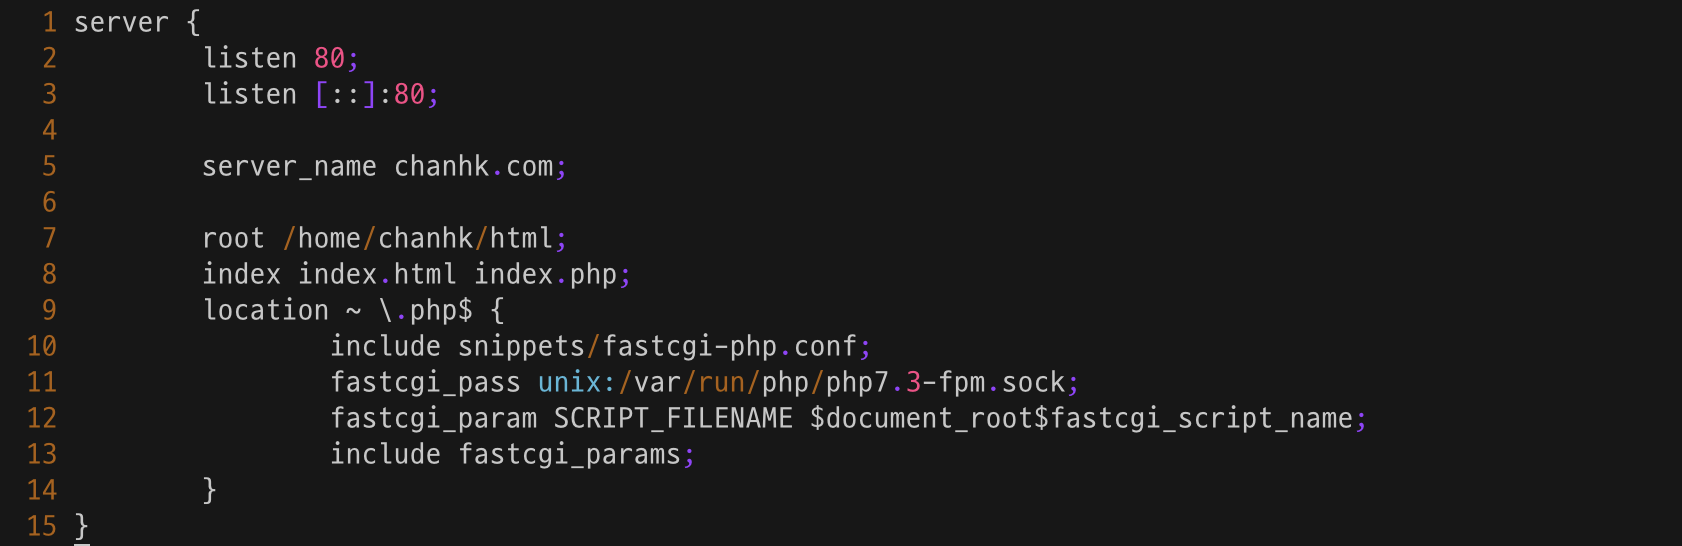 1 server {
2 listen 80;
3 listen [::]:80;
4
5 server_name chanhk.com;
6
7 root /home/chanhk/html;
8 index index.html index.php;
9 location ~ \.php$ {
10 include snippets/fastcgi-php.conf;
11 fastcgi_pass unix:/var/run/php/php7.3-fpm.sock;
12 fastcgi_param SCRIPT_FILENAME $document_root$fastcgi_script_name;
13 include fastcgi_params;
14 }
15 }